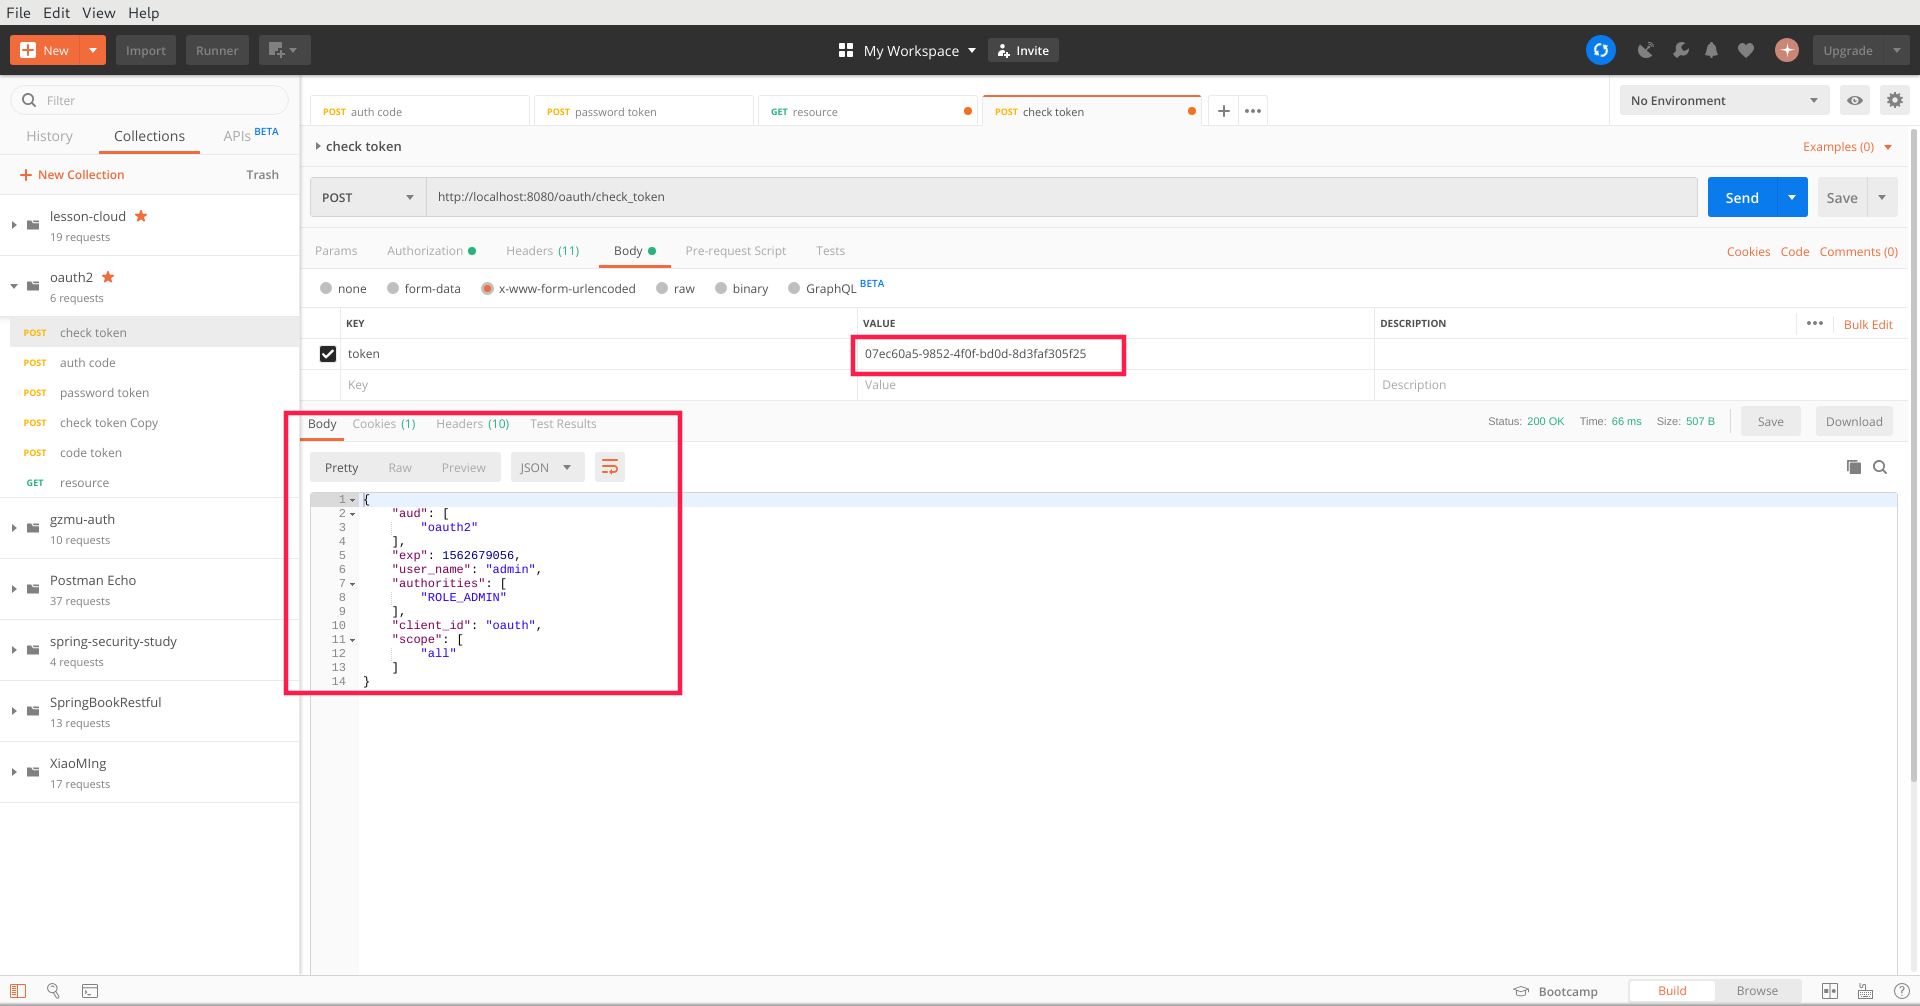 File Edit View Help
New Import Runner My Workspace Invite Upgrade
Filter
History Collections APIs BETA
New Collection Trash
lesson-cloud
19 requests
oauth2
6 requests
POST check token
POST auth code
POST password token
POST check token Copy
POST code token
GET resource
gzmu-auth
10 requests
Postman Echo
37 requests
spring-security-study
4 requests
SpringBookRestful
13 requests
XiaoMIng
17 requests
POST auth code POST password token GET resource POST check token No Environment
check token Examples (0)
POST http://localhost:8080/oauth/check_token Send Save
Params Authorization Headers (11) Body Pre-request Script Tests Cookies Code Comments (0)
none form-data x-www-form-urlencoded raw binary GraphQL BETA
KEY VALUE DESCRIPTION Bulk Edit
token 07ec60a5-9852-4f0f-bd0d-8d3faf305f25
Key Value Description
Body Cookies (1) Headers (10) Test Results Status: 200 OK Time: 66 ms Size: 507 B Save Download
Pretty Raw Preview JSON
1 {
2 "aud": [
3 "oauth2"
4 ],
5 "exp": 1562679056,
6 "user_name": "admin",
7 "authorities": [
8 "ROLE_ADMIN"
9 ],
10 "client_id": "oauth",
11 "scope": [
12 "all"
13 ]
14 }
Bootcamp Build Browse